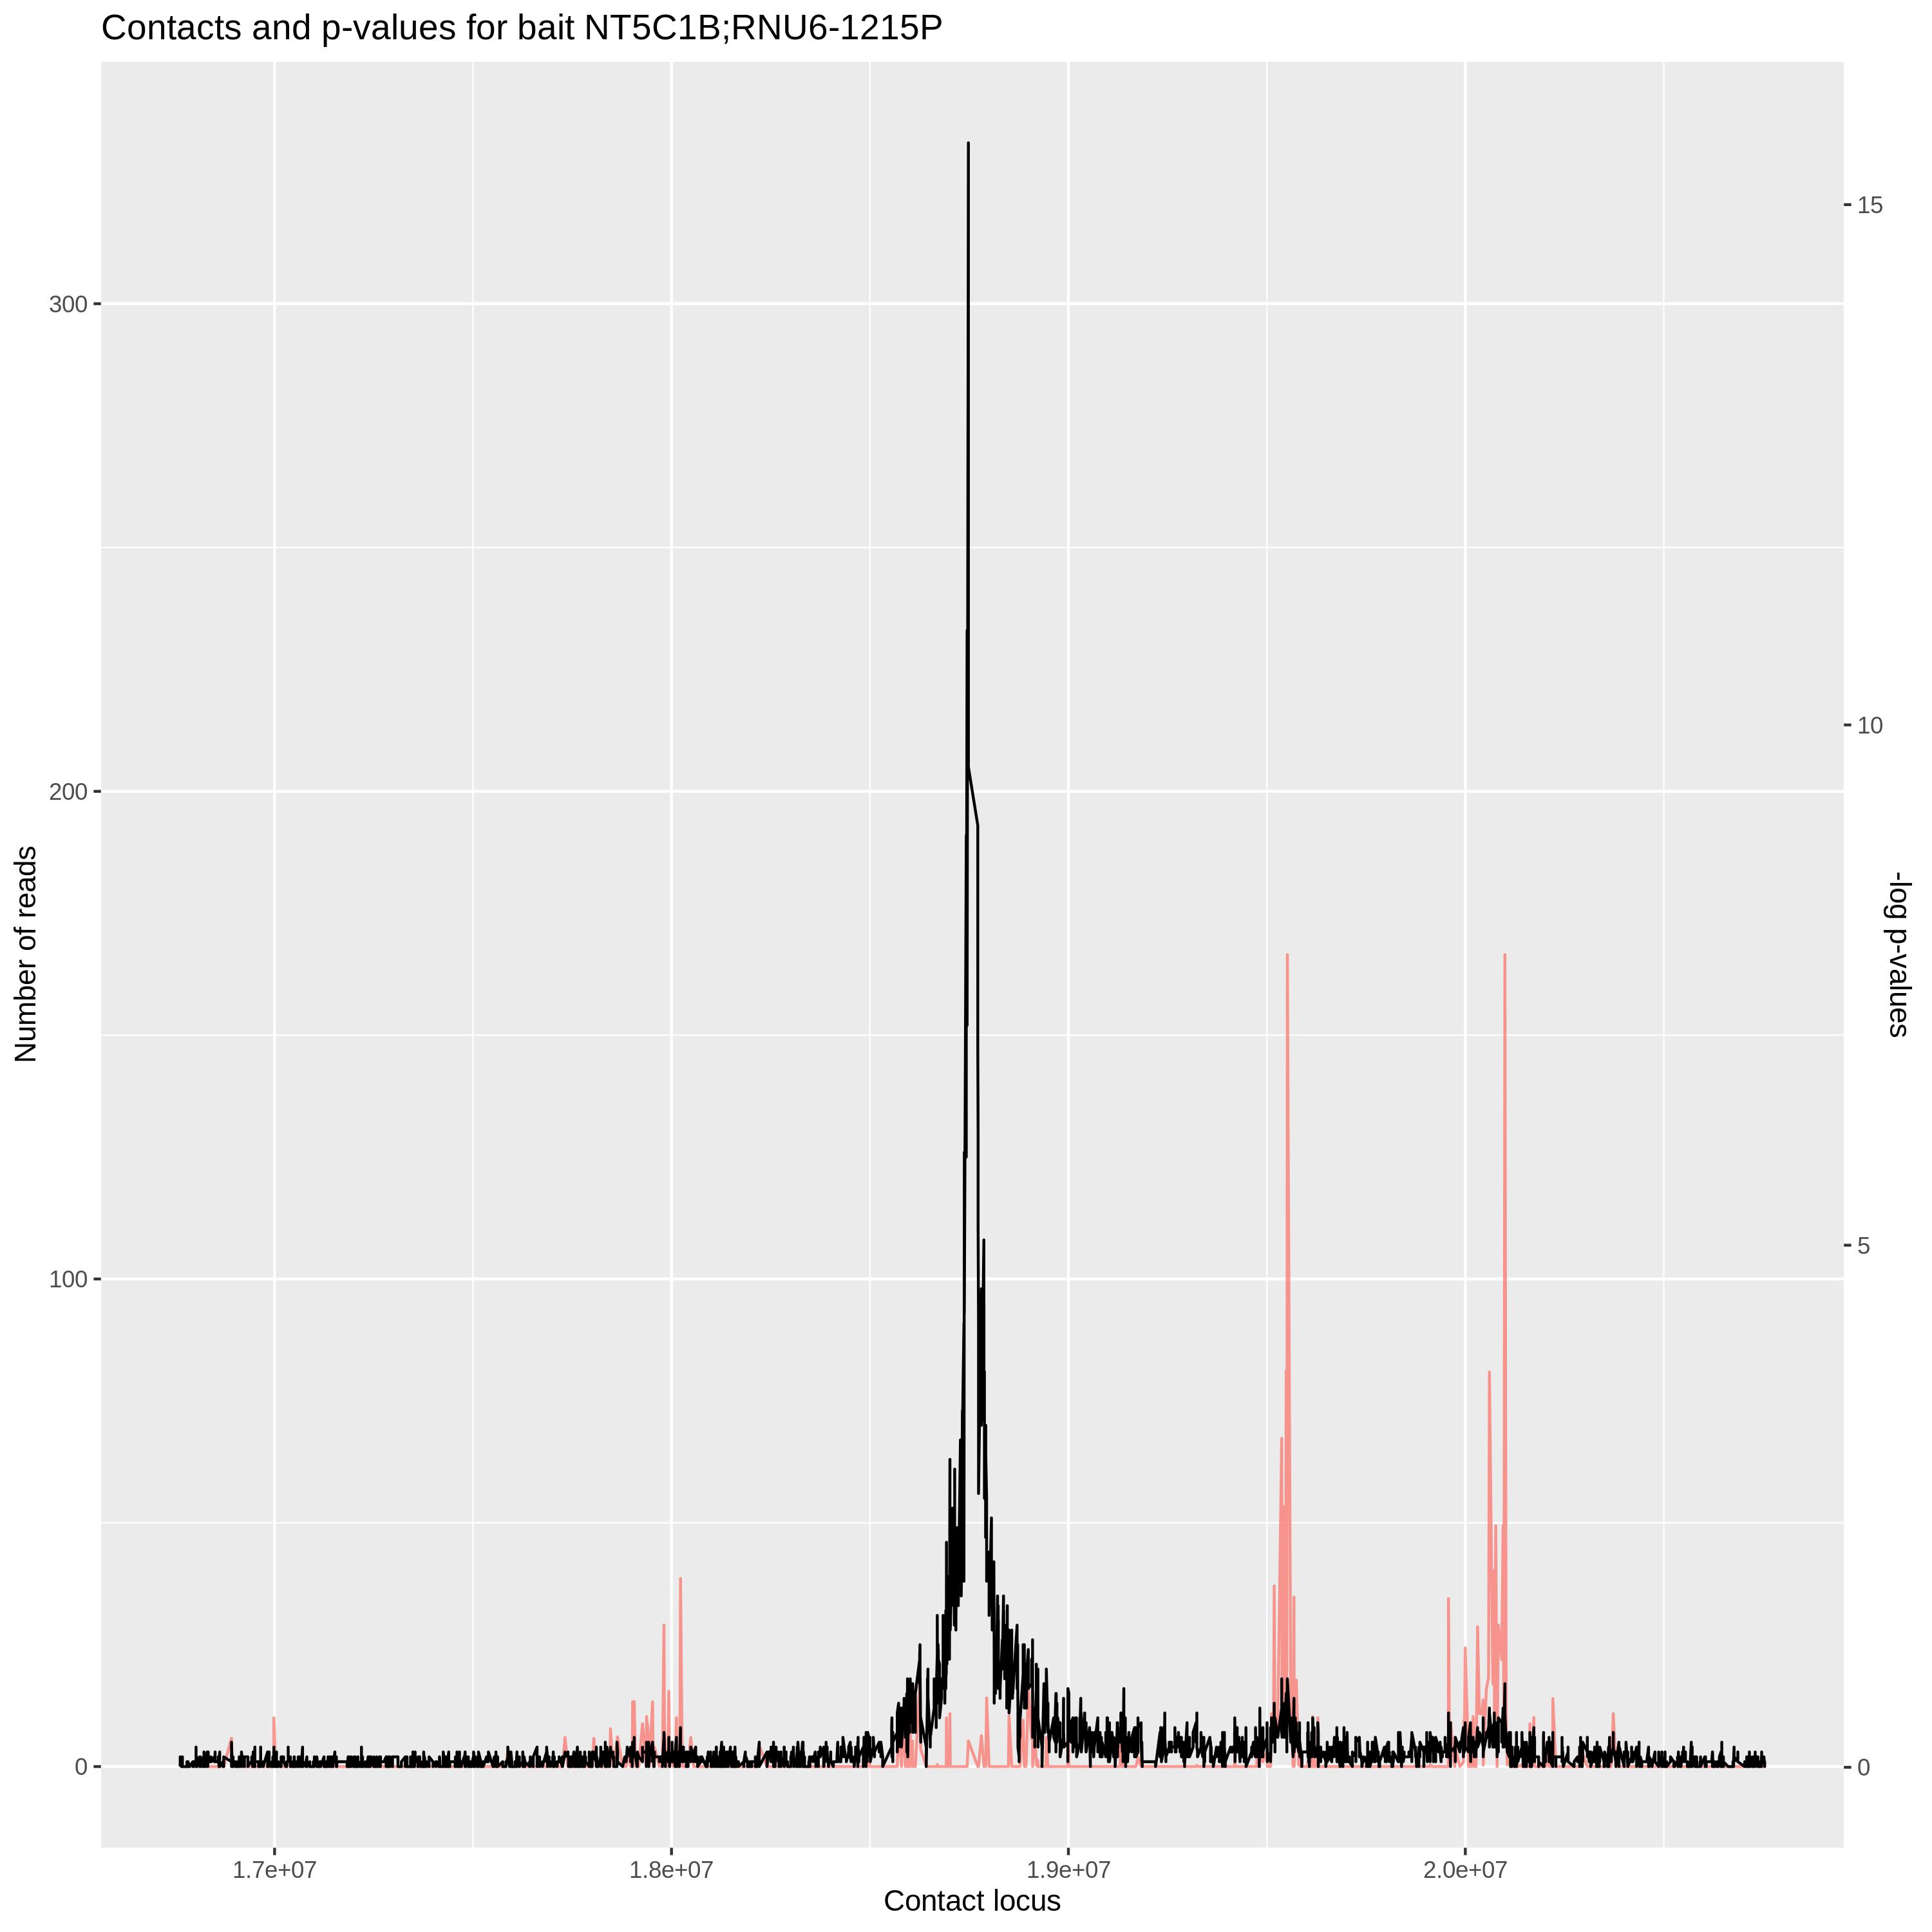 Contacts and p-values for bait NT5C1B;RNU6-1215P
300
200
100
0
Number of reads
15
10
5
0
-log p-values
1.7e+07
1.8e+07
1.9e+07
2.0e+07
Contact locus